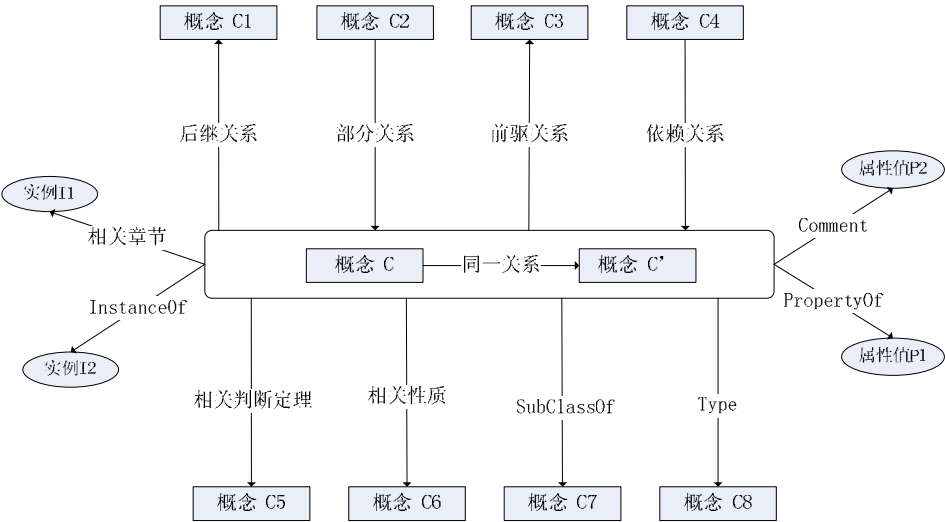 概念 C1
概念 C2
概念 C3
概念 C4
后继关系
部分关系
前驱关系
依赖关系
实例I1
属性值P2
相关章节
Comment
概念 C
同一关系
概念 C’
InstanceOf
PropertyOf
实例I2
属性值P1
相关判断定理
相关性质
SubClassOf
Type
概念 C5
概念 C6
概念 C7
概念 C8